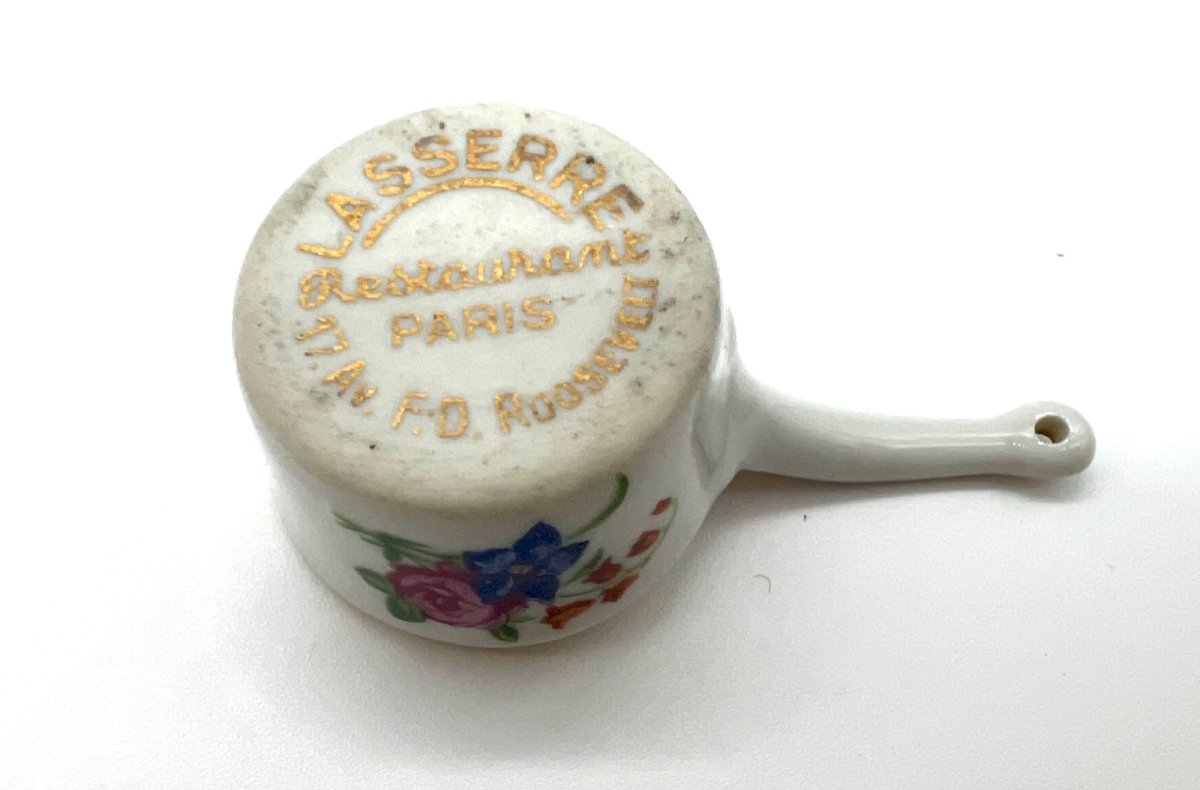 LASSERRE
Restaurant
PARIS
17. Av. F.D. ROOSEVELT